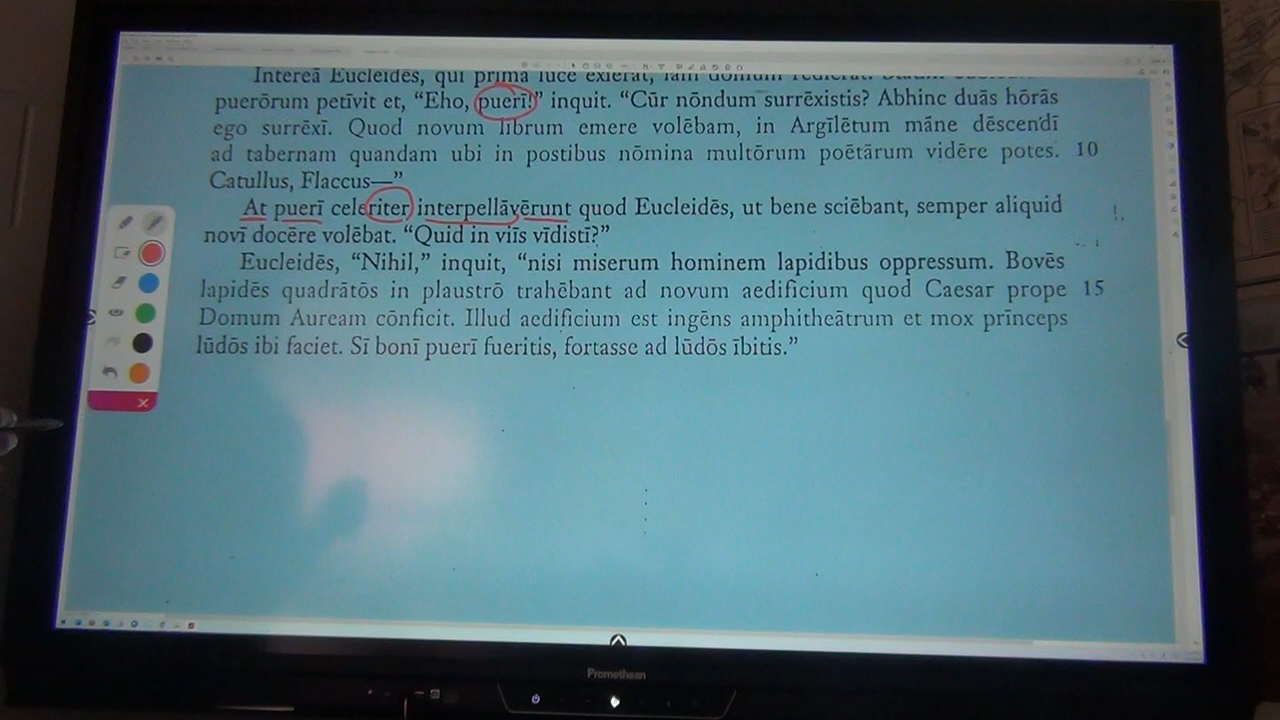 Intereā Eucleidēs, quī prīmā lūce exierat, iam domum redierat.
puerōrum petīvit et, “Eho, puerī!” inquit. “Cūr nōndum surrēxistis? Abhinc duās hōrās
ego surrēxī. Quod novum librum emere volēbam, in Argīlētum māne dēscendī
ad tabernam quandam ubi in postibus nōmina multōrum poētārum vidēre potes. 10
Catullus, Flaccus—”
At puerī celeriter interpellāvērunt quod Eucleidēs, ut bene sciēbant, semper aliquid
novī docēre volēbat. “Quid in viīs vīdistī?”
Eucleidēs, “Nihil,” inquit, “nisi miserum hominem lapidibus oppressum. Bovēs
lapidēs quadrātōs in plaustrō trahēbant ad novum aedificium quod Caesar prope 15
Domum Auream cōnficit. Illud aedificium est ingēns amphitheātrum et mox prīnceps
lūdōs ibi faciet. Sī bonī puerī fueritis, fortasse ad lūdōs ībitis.”
Promethean